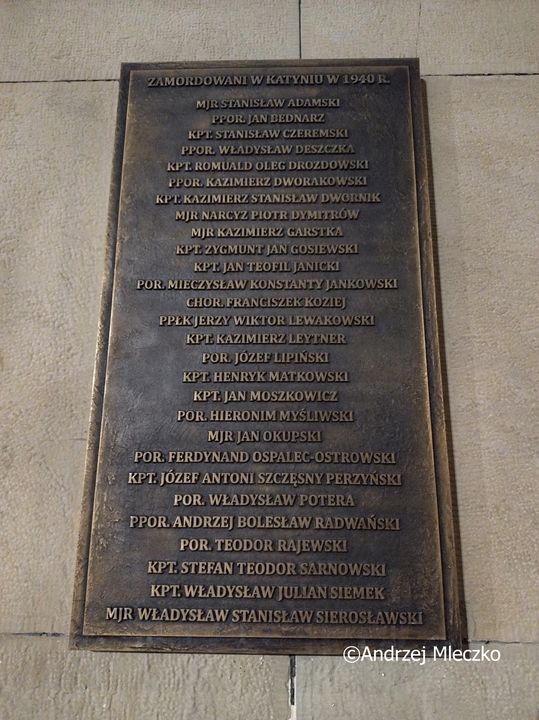 ZAMORDOWANI W KATYNIU W 1940 R.
MJR STANISŁAW ADAMSKI
PPOR. JAN BEDNARZ
KPT. STANISŁAW CZEREMSKI
PPOR. WŁADYSŁAW DESZCZKA
KPT. ROMUALD OLEG DROZDOWSKI
PPOR. KAZIMIERZ DWORAKOWSKI
KPT. KAZIMIERZ STANISŁAW DWORNIK
MJR NARCYZ PIOTR DYMITRÓW
MJR KAZIMIERZ GARSTKA
KPT. ZYGMUNT JAN GOSIEWSKI
KPT. JAN TEOFIL JANICKI
POR. MIECZYSŁAW KONSTANTY JANKOWSKI
CHOR. FRANCISZEK KOZIEJ
PPŁK JERZY WIKTOR LEWAKOWSKI
KPT. KAZIMIERZ LEYTNER
POR. JÓZEF LIPIŃSKI
KPT. HENRYK MATKOWSKI
KPT. JAN MOSZKOWICZ
POR. HIERONIM MYŚLIWSKI
MJR JAN OKUPSKI
POR. FERDYNAND OSPALEC-OSTROWSKI
KPT. JÓZEF ANTONI SZCZĘSNY PERZYŃSKI
POR. WŁADYSŁAW POTERA
PPOR. ANDRZEJ BOLESŁAW RADWAŃSKI
POR. TEODOR RAJEWSKI
KPT. STEFAN TEODOR SARNOWSKI
KPT. WŁADYSŁAW JULIAN SIEMEK
MJR WŁADYSŁAW STANISŁAW SIEROSŁAWSKI
©Andrzej Mleczko